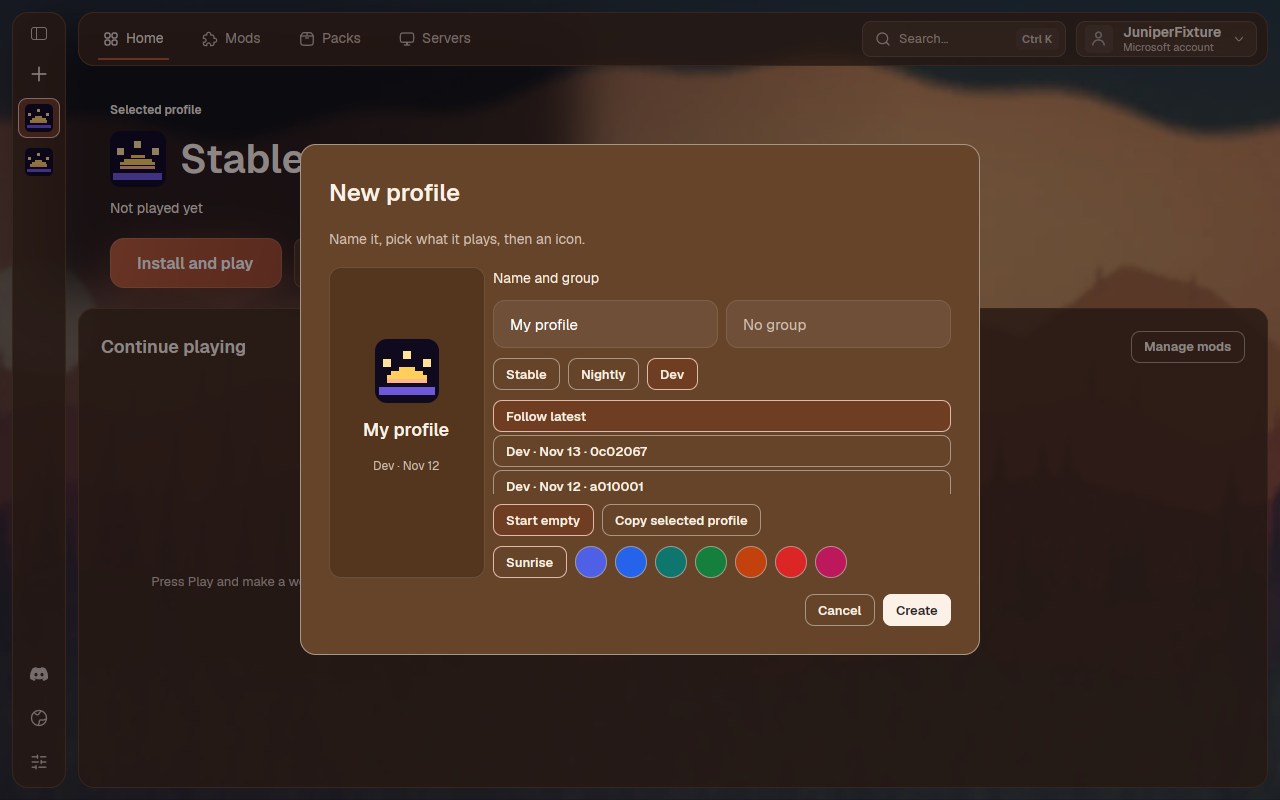 Home
Mods
Packs
Servers
Search...
Ctrl K
JuniperFixture
Microsoft account
Selected profile
Stable
Not played yet
Install and play
Continue playing
Manage mods
Press Play and make a
New profile
Name it, pick what it plays, then an icon.
My profile
Dev · Nov 12
Name and group
My profile
No group
Stable
Nightly
Dev
Follow latest
Dev · Nov 13 · 0c02067
Dev · Nov 12 · a010001
Start empty
Copy selected profile
Sunrise
Cancel
Create